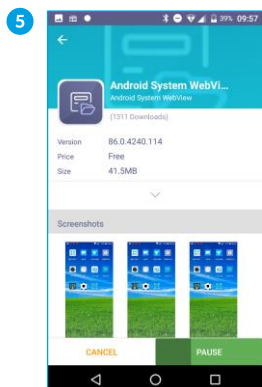 5
39% 09:57
Android System WebVi...
Android System WebView
(1311 Downloads)
Version 86.0.4240.114
Price Free
Size 41.5MB
Screenshots
CANCEL PAUSE